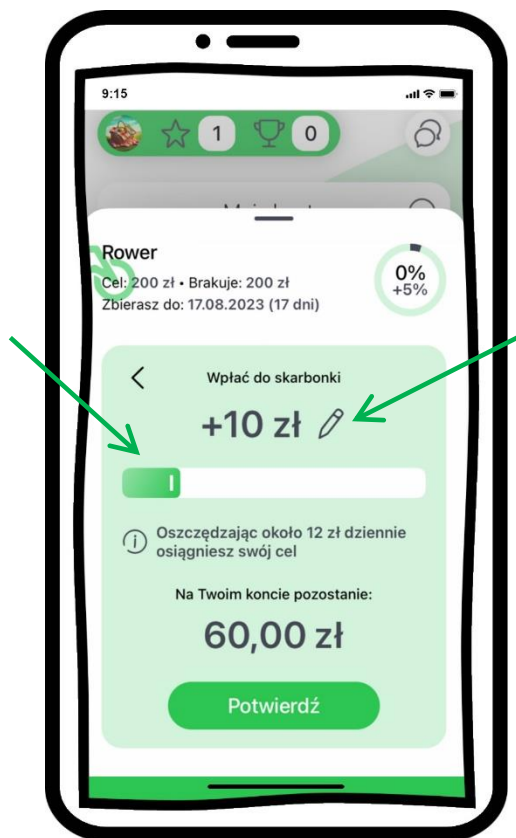 9:15
1
0
Rower
Cel: 200 zł • Brakuje: 200 zł
Zbierasz do: 17.08.2023 (17 dni)
0%
+5%
Wpłać do skarbonki
+10 zł
Oszczędzając około 12 zł dziennie
osiągniesz swój cel
Na Twoim koncie pozostanie:
60,00 zł
Potwierdź